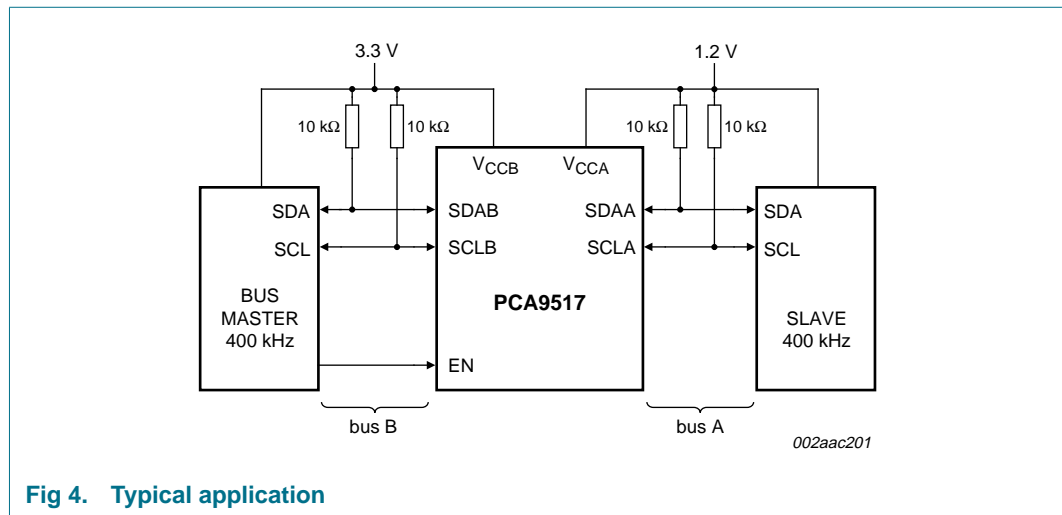 3.3 V
1.2 V
10 kΩ
10 kΩ
10 kΩ
10 kΩ
VCCB
VCCA
SDA
SDAB
SDAA
SDA
SCL
SCLB
SCLA
SCL
PCA9517
BUS
MASTER
400 kHz
SLAVE
400 kHz
EN
bus B
bus A
002aac201
Fig 4. Typical application